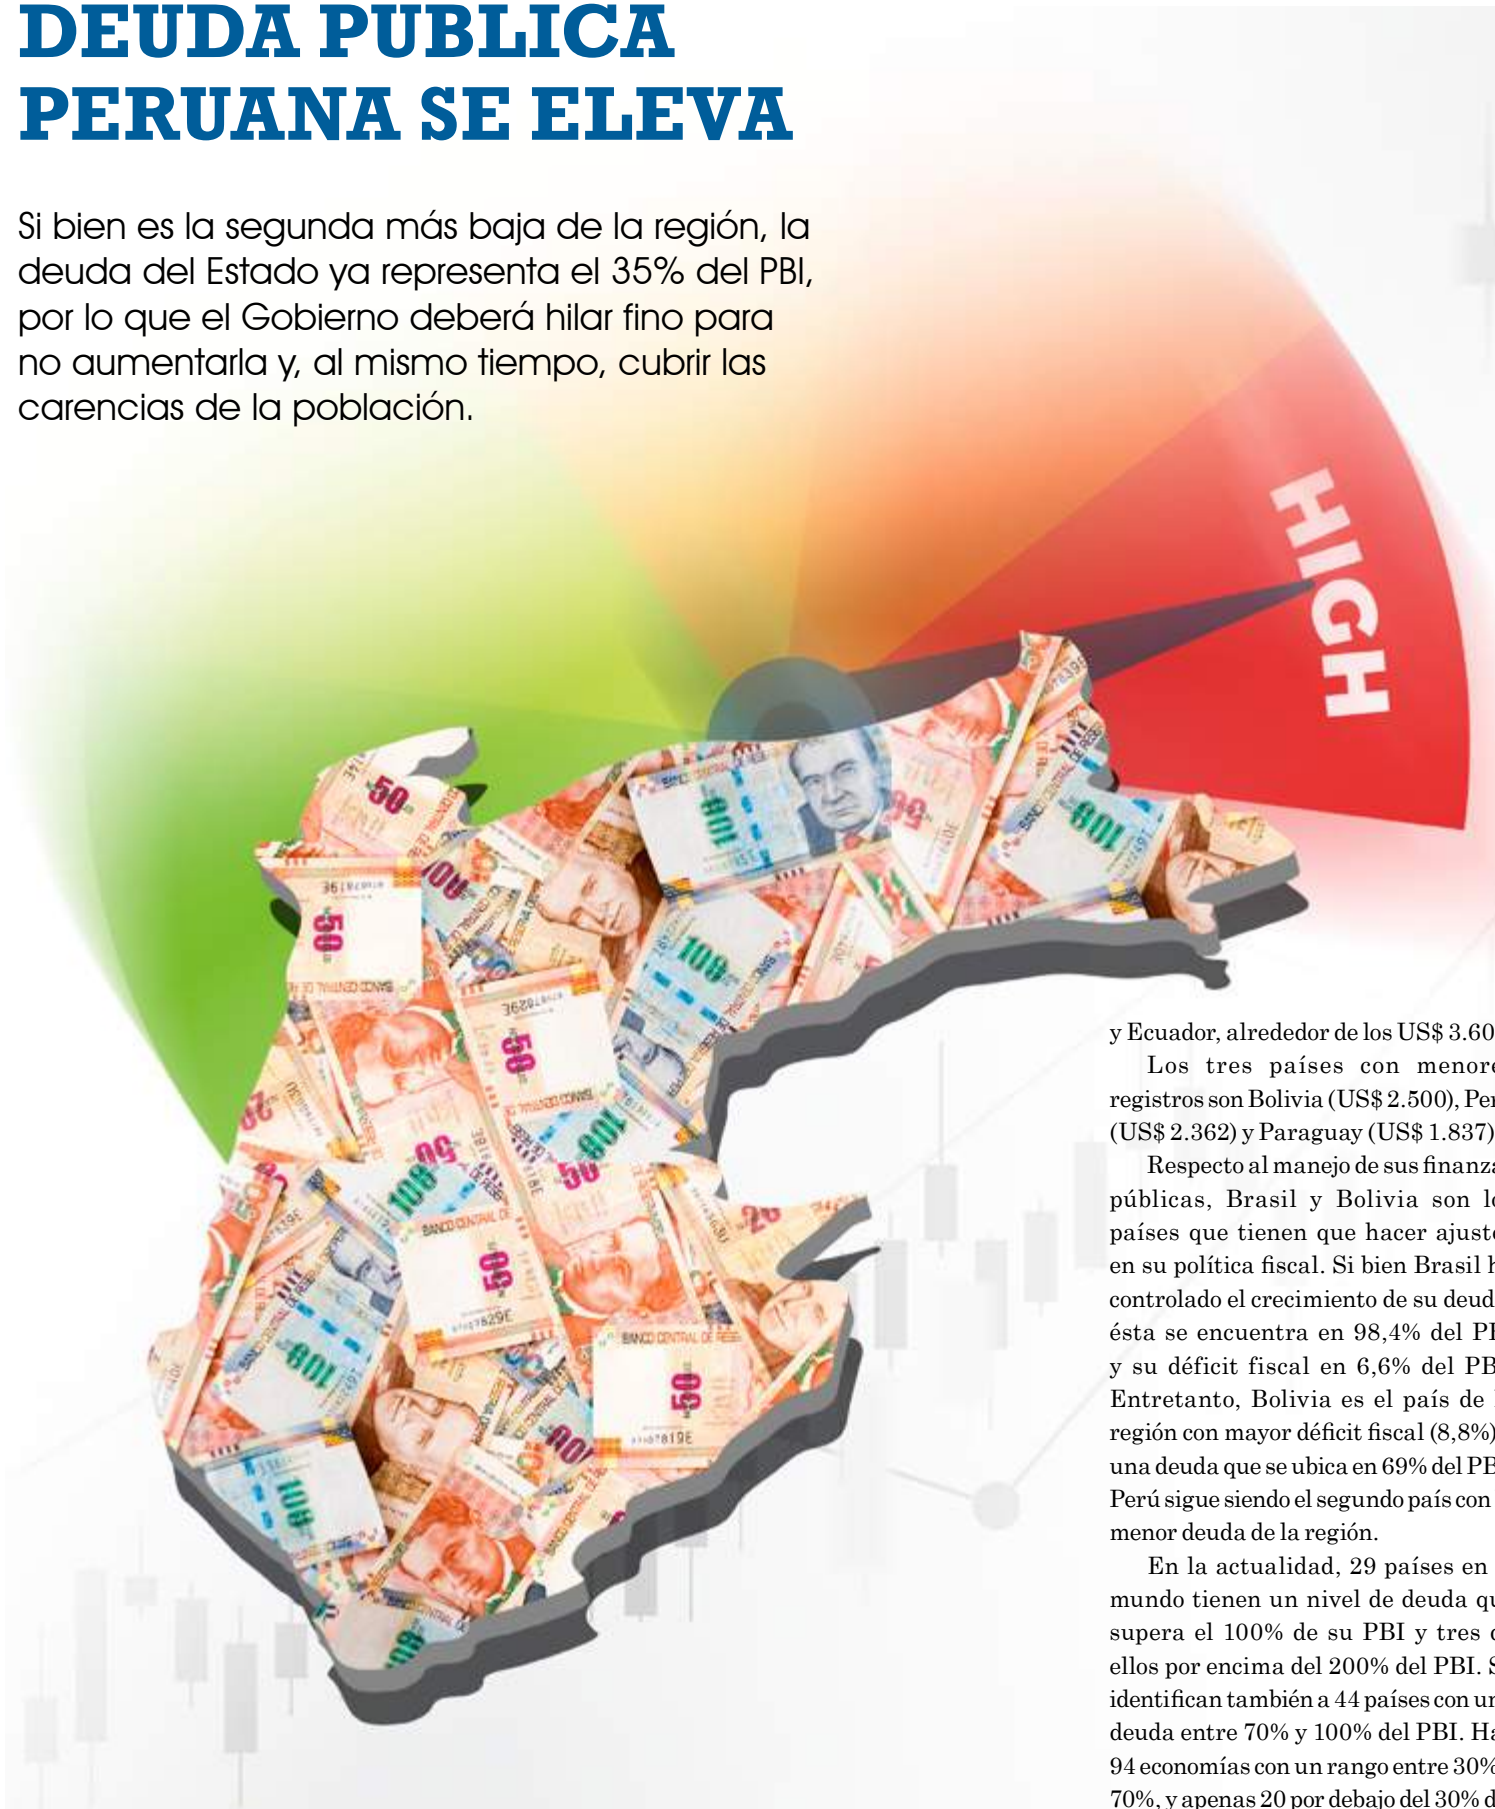 DEUDA PÚBLICA
PERUANA SE ELEVA
Si bien es la segunda más baja de la región, la
deuda del Estado ya representa el 35% del PBI,
por lo que el Gobierno deberá hilar fino para
no aumentarla y, al mismo tiempo, cubrir las
carencias de la población.
HIGH
y Ecuador, alrededor de los US$ 3.60
Los tres países con menor
registros son Bolivia (US$ 2.500), Per
(US$ 2.362) y Paraguay (US$ 1.837)
Respecto al manejo de sus finanz
públicas, Brasil y Bolivia son l
países que tienen que hacer ajust
en su política fiscal. Si bien Brasil h
controlado el crecimiento de su deud
ésta se encuentra en 98,4% del P
y su déficit fiscal en 6,6% del PB
Entretanto, Bolivia es el país de
región con mayor déficit fiscal (8,8%)
una deuda que se ubica en 69% del PB
Perú sigue siendo el segundo país con
menor deuda de la región.
En la actualidad, 29 países en
mundo tienen un nivel de deuda qu
supera el 100% de su PBI y tres
ellos por encima del 200% del PBI. S
identifican también a 44 países con un
deuda entre 70% y 100% del PBI. Ha
94 economías con un rango entre 30%
70%, y apenas 20 por debajo del 30% d